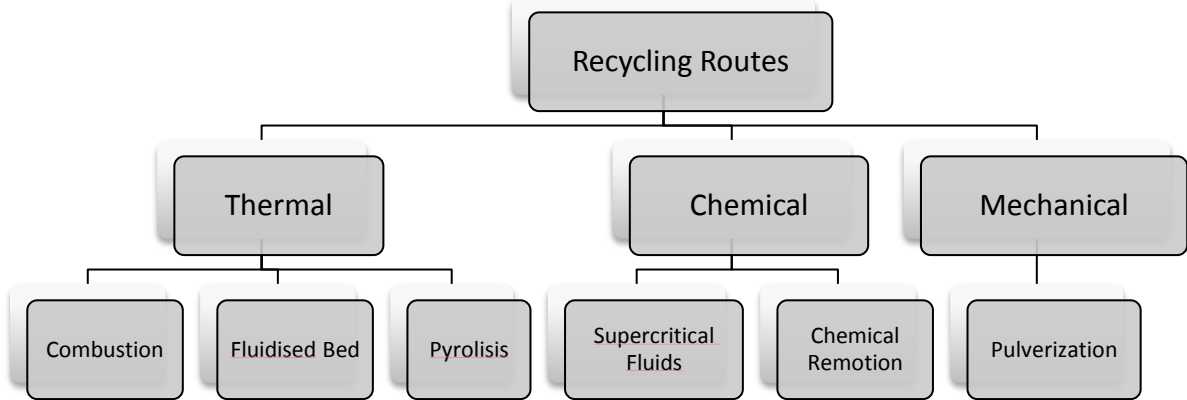 Recycling Routes
Thermal
Chemical
Mechanical
Combustion
Fluidised Bed
Pyrolisis
Supercritical
Fluids
Chemical
Remotion
Pulverization